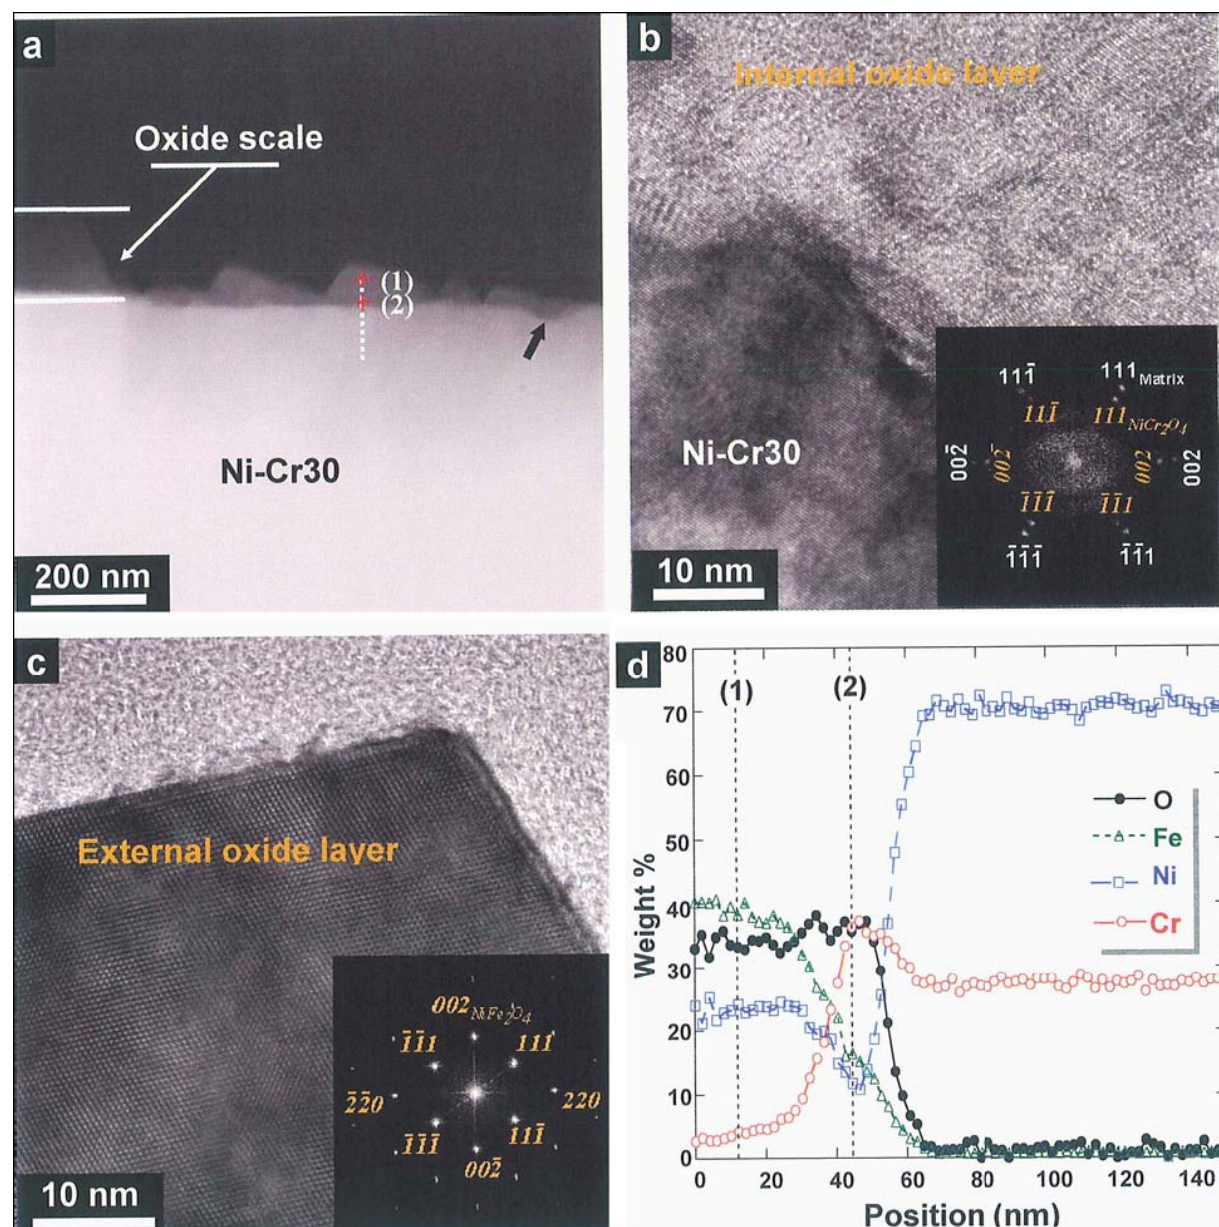 a
Oxide scale
(1)
(2)
Ni-Cr30
200 nm
b
Internal oxide layer
Ni-Cr30
10 nm
111̄ 111 Matrix
111̄ 111 NiCr₂O₄
002̄ 002̄ 002 002
1̄1̄1̄ 1̄1̄1
1̄1̄1̄ 1̄1̄1
c
External oxide layer
10 nm
002 NiFe₂O₄
1̄1̄1 111
2̄2̄0 220
1̄1̄1̄ 111̄
002̄
d
(1) (2)
80
70
60
50
40
30
20
10
0
Weight %
O
Fe
Ni
Cr
0 20 40 60 80 100 120 140
Position (nm)